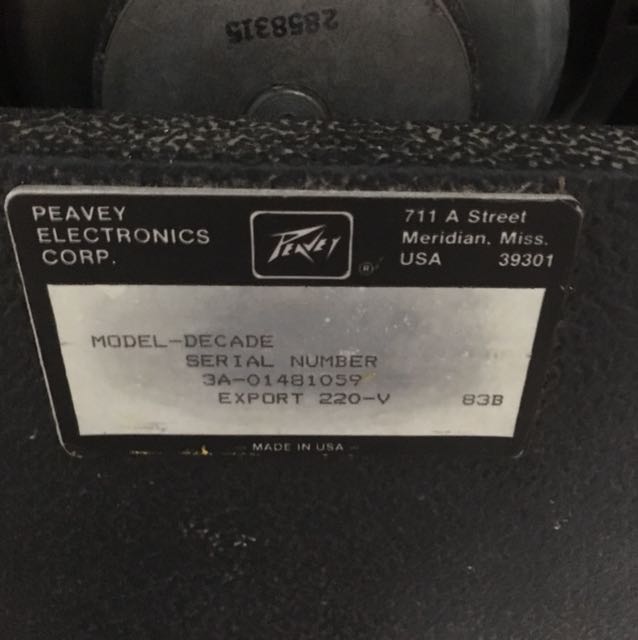 2858315
PEAVEY
ELECTRONICS
CORP.
PEAVEY
®
711 A Street
Meridian, Miss.
USA 39301
MODEL-DECADE
SERIAL NUMBER
3A-01481059
EXPORT 220-V 83B
MADE IN USA